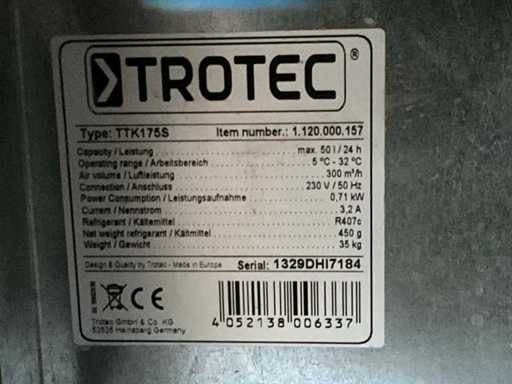 TROTEC®
Type: TTK175S Item number.: 1.120.000.157
Capacity / Leistung max. 50 l / 24 h
Operating range / Arbeitsbereich 5 °C - 32 °C
Air volume / Luftleistung 300 m³/h
Connection / Anschluss 230 V / 50 Hz
Power Consumption / Leistungsaufnahme 0,71 kW
Current / Nennstrom 3,2 A
Refrigerant / Kältemittel R407c
Net weight refrigerant / Kältmittel 450 g
Weight / Gewicht 35 kg
Design & Quality by Trotec - Made in Europe Serial: 1329DHI7184
CE
Trotec GmbH & Co. KG
52525 Heinsberg Germany
4 052138 006337